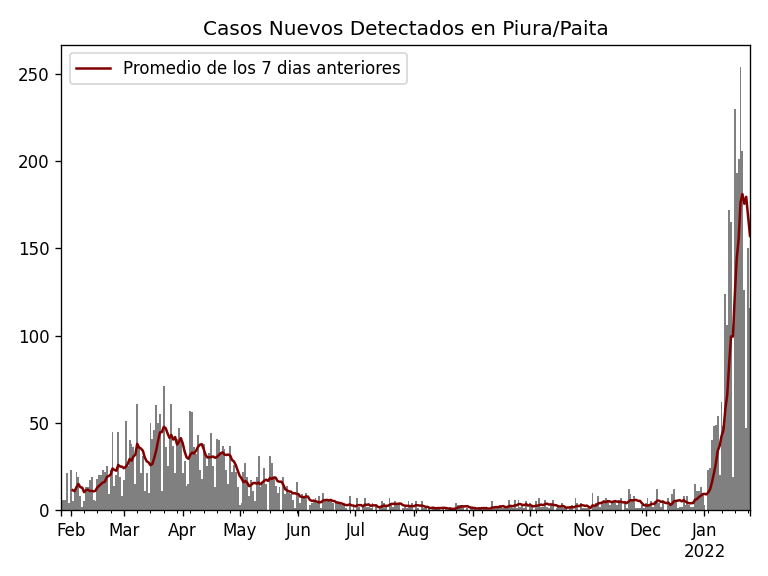 Casos Nuevos Detectados en Piura/Paita
Promedio de los 7 dias anteriores
250
200
150
100
50
0
Feb Mar Apr May Jun Jul Aug Sep Oct Nov Dec Jan
2022